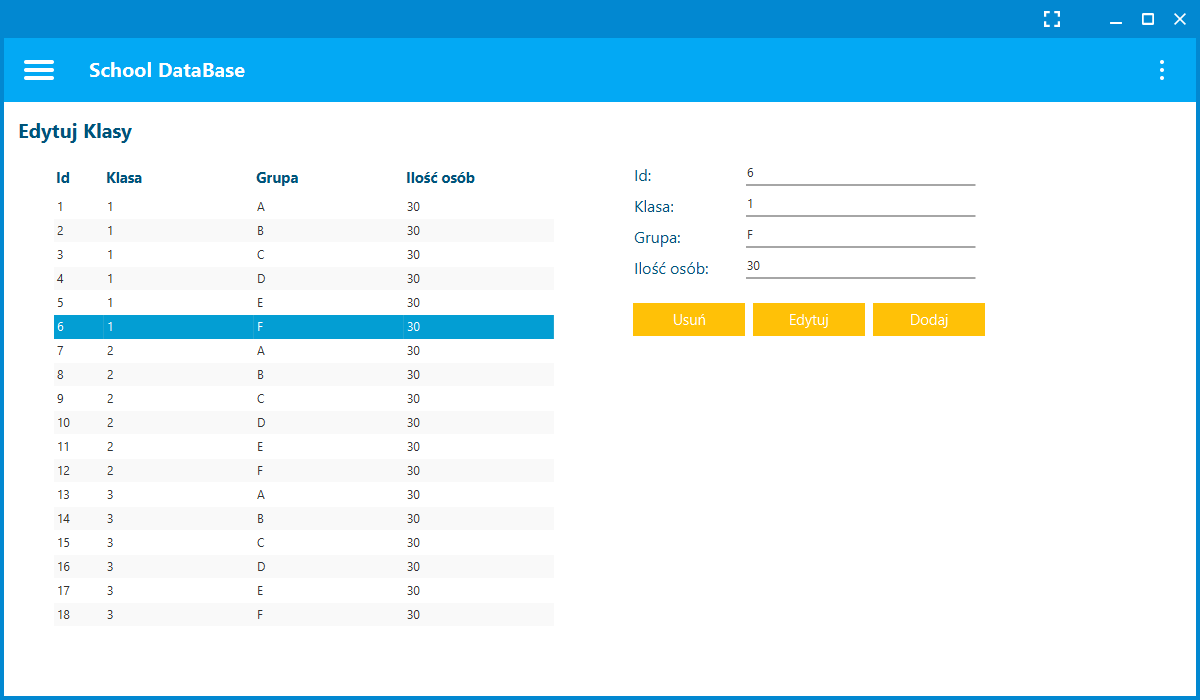 School DataBase
Edytuj Klasy
Id Klasa Grupa Ilość osób
1 1 A 30
2 1 B 30
3 1 C 30
4 1 D 30
5 1 E 30
6 1 F 30
7 2 A 30
8 2 B 30
9 2 C 30
10 2 D 30
11 2 E 30
12 2 F 30
13 3 A 30
14 3 B 30
15 3 C 30
16 3 D 30
17 3 E 30
18 3 F 30
Id: 6
Klasa: 1
Grupa: F
Ilość osób: 30
Usuń Edytuj Dodaj